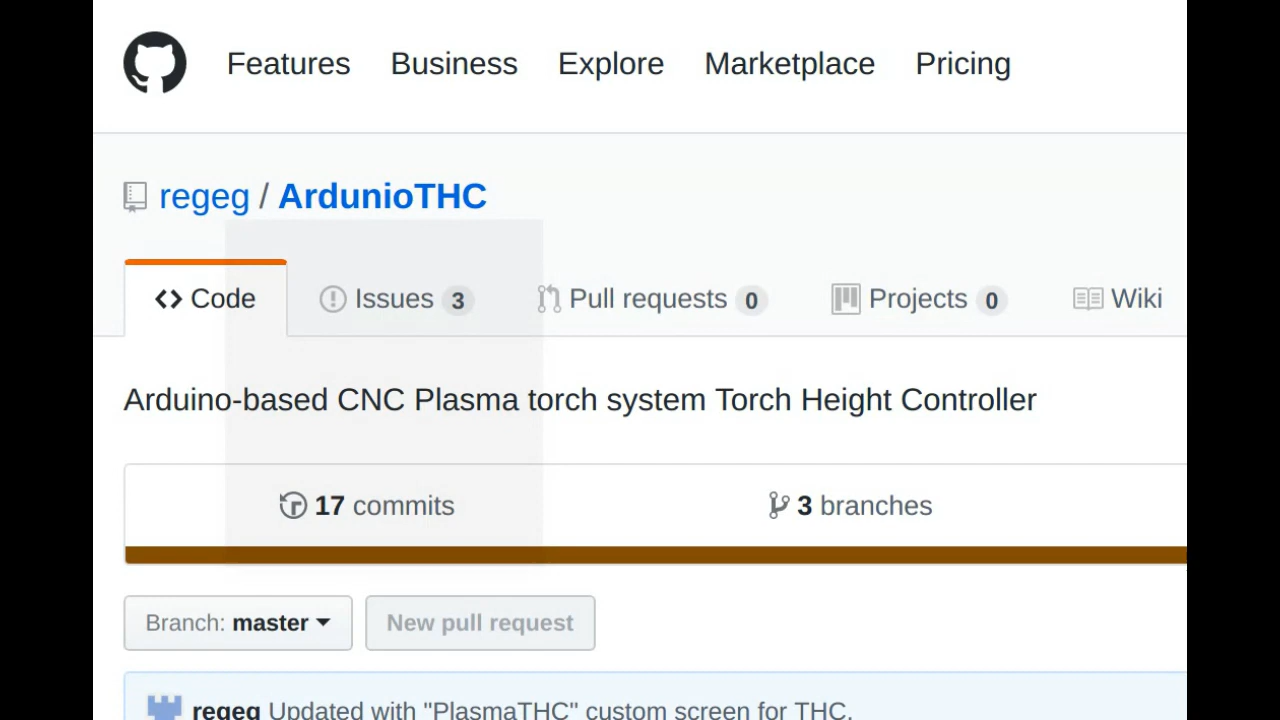 Features Business Explore Marketplace Pricing
regeg / ArdunioTHC
Code Issues 3 Pull requests 0 Projects 0 Wiki
Arduino-based CNC Plasma torch system Torch Height Controller
17 commits 3 branches
Branch: master New pull request
regeg Updated with "PlasmaTHC" custom screen for THC.